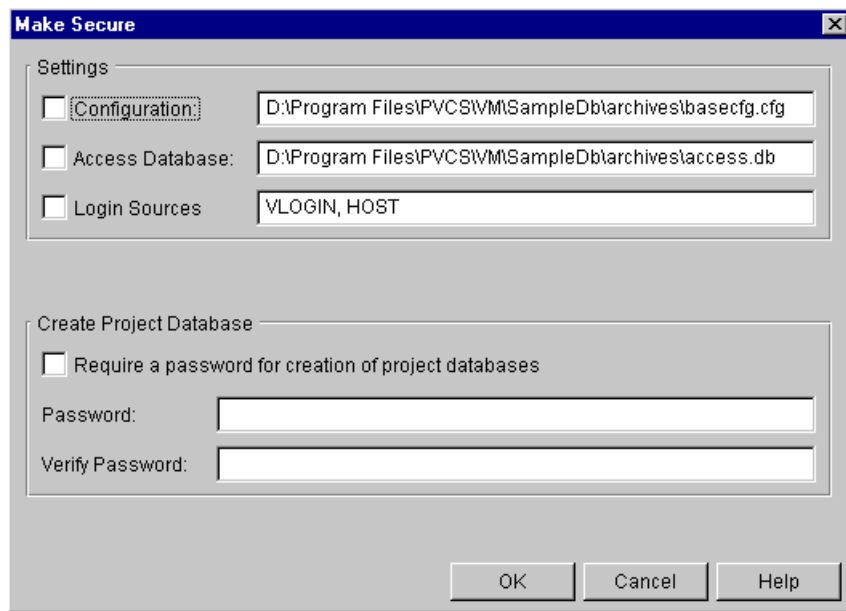 Make Secure
Settings
Configuration: D:\Program Files\PVCS\VM\SampleDb\archives\basecfg.cfg
Access Database: D:\Program Files\PVCS\VM\SampleDb\archives\access.db
Login Sources VLOGIN, HOST
Create Project Database
Require a password for creation of project databases
Password:
Verify Password:
OK Cancel Help